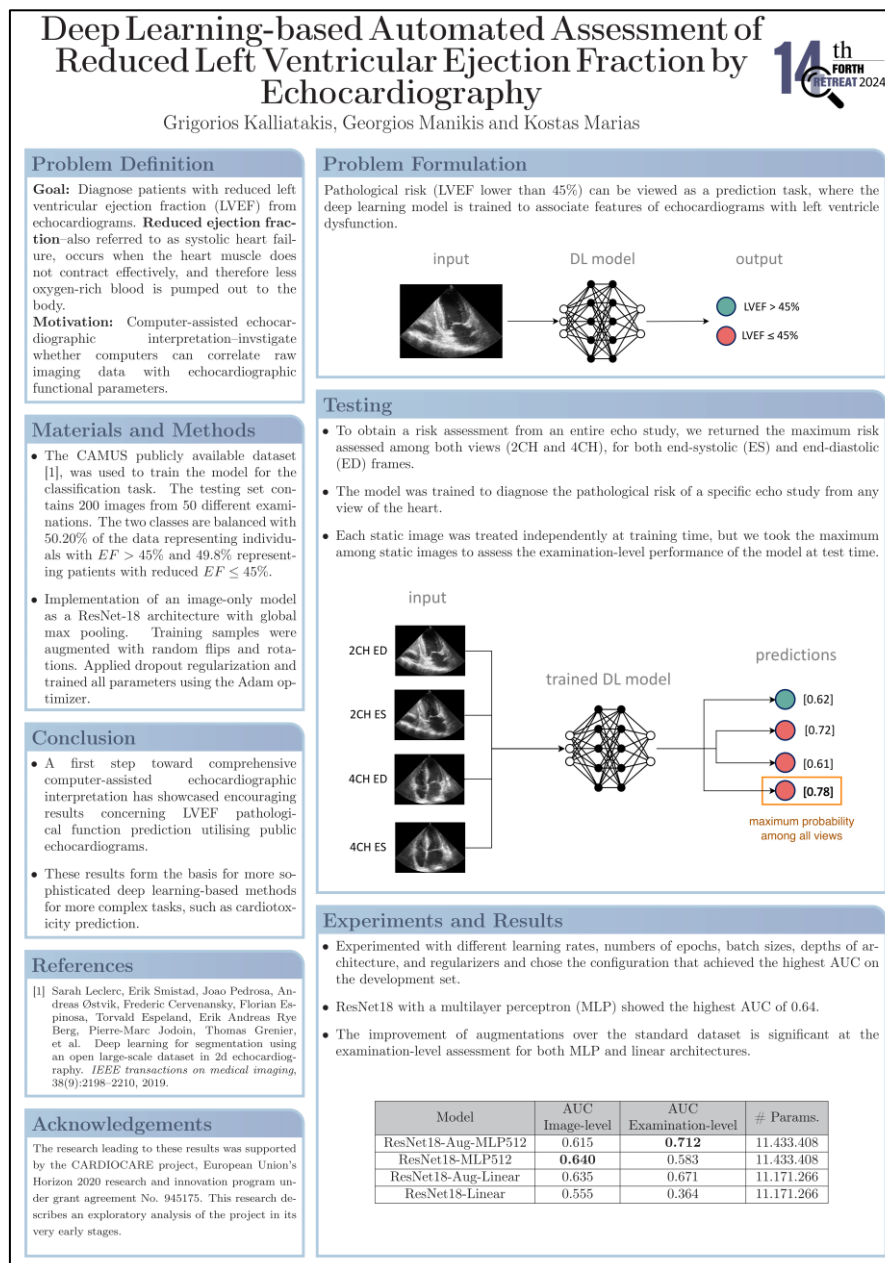 Deep Learning-based Automated Assessment of
Reduced Left Ventricular Ejection Fraction by
Echocardiography
Grigorios Kalliatakis, Georgios Manikis and Kostas Marias
14th
FORTH
RETREAT 2024
Problem Definition
Goal: Diagnose patients with reduced left
ventricular ejection fraction (LVEF) from
echocardiograms. Reduced ejection frac-
tion–also referred to as systolic heart fail-
ure, occurs when the heart muscle does
not contract effectively, and therefore less
oxygen-rich blood is pumped out to the
body.
Motivation: Computer-assisted echocar-
diographic interpretation–invstigate
whether computers can correlate raw
imaging data with echocardiographic
functional parameters.
Materials and Methods
• The CAMUS publicly available dataset
[1], was used to train the model for the
classification task. The testing set con-
tains 200 images from 50 different exami-
nations. The two classes are balanced with
50.20% of the data representing individu-
als with EF > 45% and 49.8% represent-
ing patients with reduced EF ≤ 45%.
• Implementation of an image-only model
as a ResNet-18 architecture with global
max pooling. Training samples were
augmented with random flips and rota-
tions. Applied dropout regularization and
trained all parameters using the Adam op-
timizer.
Conclusion
• A first step toward comprehensive
computer-assisted echocardiographic
interpretation has showcased encouraging
results concerning LVEF pathologi-
cal function prediction utilising public
echocardiograms.
• These results form the basis for more so-
phisticated deep learning-based methods
for more complex tasks, such as cardiotox-
icity prediction.
References
[1] Sarah Leclerc, Erik Smistad, Joao Pedrosa, An-
dreas Østvik, Frederic Cervenansky, Florian Es-
pinosa, Torvald Espeland, Erik Andreas Rye
Berg, Pierre-Marc Jodoin, Thomas Grenier,
et al. Deep learning for segmentation using
an open large-scale dataset in 2d echocardiog-
raphy. IEEE transactions on medical imaging,
38(9):2198–2210, 2019.
Acknowledgements
The research leading to these results was supported
by the CARDIOCARE project, European Union's
Horizon 2020 research and innovation program un-
der grant agreement No. 945175. This research de-
scribes an exploratory analysis of the project in its
very early stages.
Problem Formulation
Pathological risk (LVEF lower than 45%) can be viewed as a prediction task, where the
deep learning model is trained to associate features of echocardiograms with left ventricle
dysfunction.
input DL model output
LVEF > 45%
LVEF ≤ 45%
Testing
• To obtain a risk assessment from an entire echo study, we returned the maximum risk
assessed among both views (2CH and 4CH), for both end-systolic (ES) and end-diastolic
(ED) frames.
• The model was trained to diagnose the pathological risk of a specific echo study from any
view of the heart.
• Each static image was treated independently at training time, but we took the maximum
among static images to assess the examination-level performance of the model at test time.
input
2CH ED
2CH ES
4CH ED
4CH ES
trained DL model
predictions
[0.62]
[0.72]
[0.61]
[0.78]
maximum probability
among all views
Experiments and Results
• Experimented with different learning rates, numbers of epochs, batch sizes, depths of ar-
chitecture, and regularizers and chose the configuration that achieved the highest AUC on
the development set.
• ResNet18 with a multilayer perceptron (MLP) showed the highest AUC of 0.64.
• The improvement of augmentations over the standard dataset is significant at the
examination-level assessment for both MLP and linear architectures.
Model AUC Image-level AUC Examination-level # Params.
ResNet18-Aug-MLP512 0.615 0.712 11.433.408
ResNet18-MLP512 0.640 0.583 11.433.408
ResNet18-Aug-Linear 0.635 0.671 11.171.266
ResNet18-Linear 0.555 0.364 11.171.266